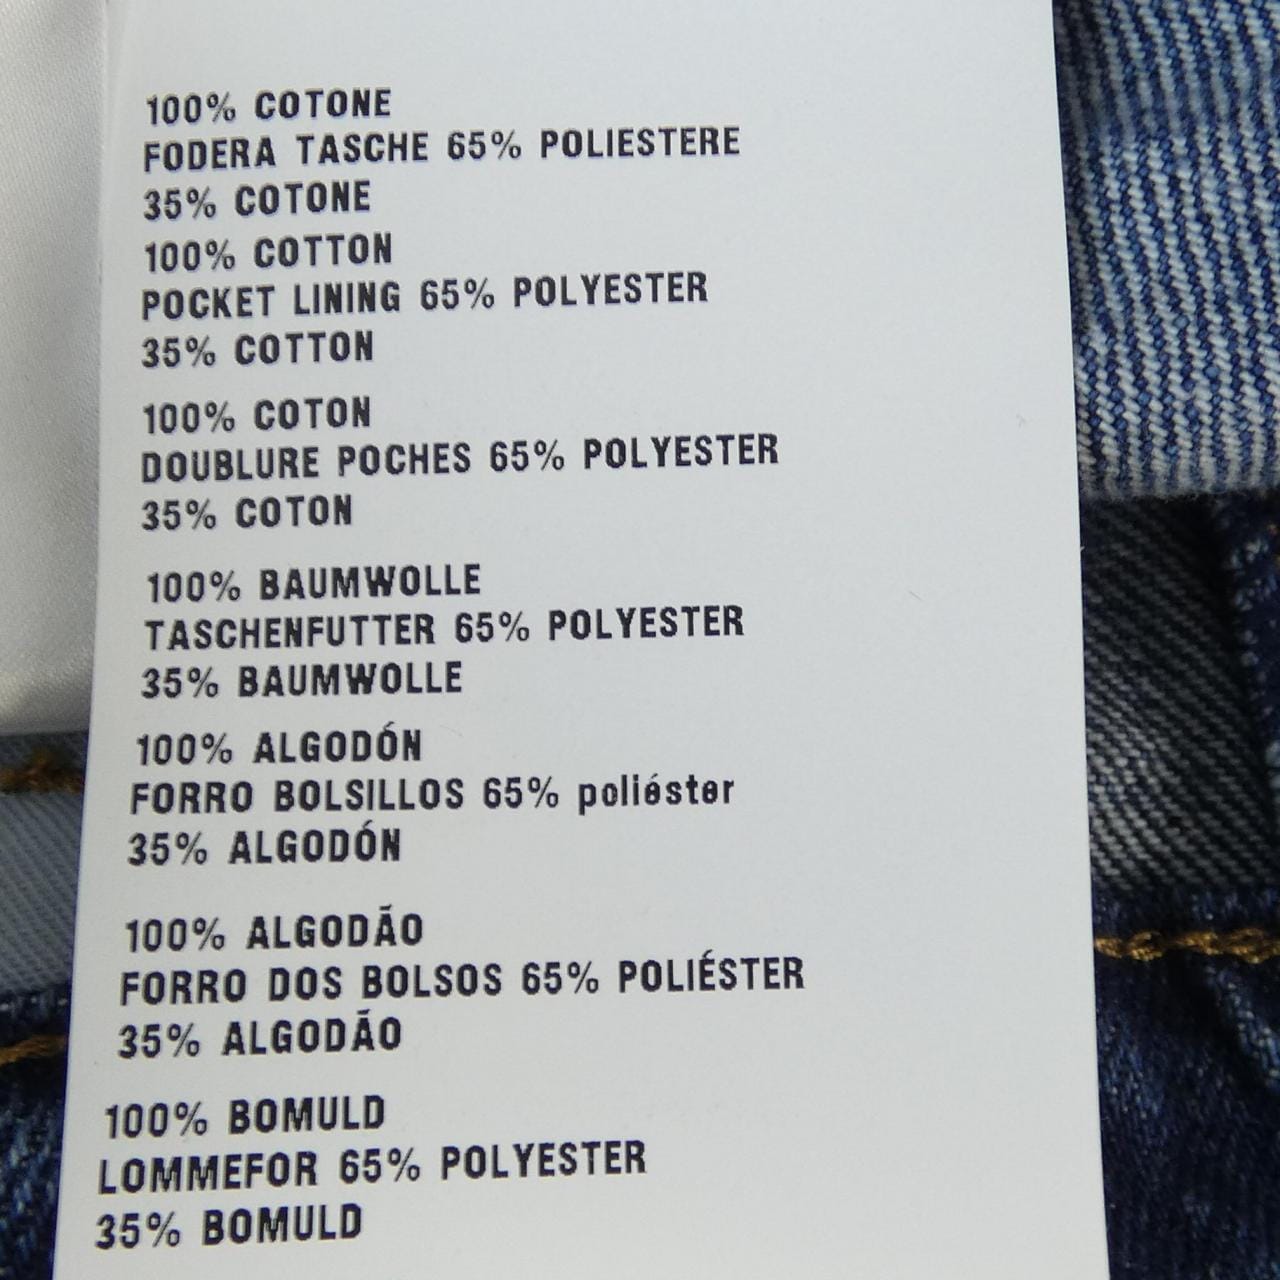 100% COTONE
FODERA TASCHE 65% POLIESTERE
35% COTONE
100% COTTON
POCKET LINING 65% POLYESTER
35% COTTON
100% COTON
DOUBLURE POCHES 65% POLYESTER
35% COTON
100% BAUMWOLLE
TASCHENFUTTER 65% POLYESTER
35% BAUMWOLLE
100% ALGODÓN
FORRO BOLSILLOS 65% poliéster
35% ALGODÓN
100% ALGODÃO
FORRO DOS BOLSOS 65% POLIÉSTER
35% ALGODÃO
100% BOMULD
LOMMEFOR 65% POLYESTER
35% BOMULD